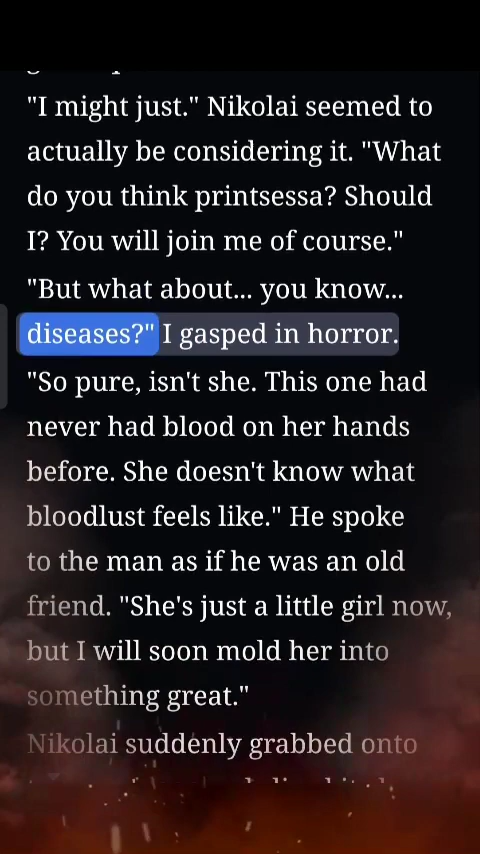 "I might just." Nikolai seemed to
actually be considering it. "What
do you think printsessa? Should
I? You will join me of course."
"But what about... you know...
diseases?" I gasped in horror.
"So pure, isn't she. This one had
never had blood on her hands
before. She doesn't know what
bloodlust feels like." He spoke
to the man as if he was an old
friend. "She's just a little girl now,
but I will soon mold her into
something great."
Nikolai suddenly grabbed onto